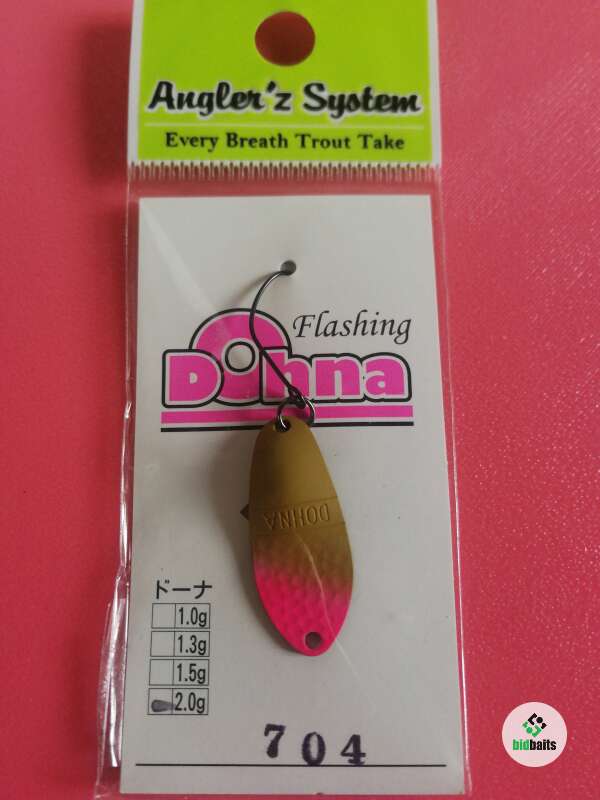 Angler'z System
Every Breath Trout Take
Flashing
Dohna
DOHNA
ドーナ
1.0g
1.3g
1.5g
2.0g
704
bidbaits